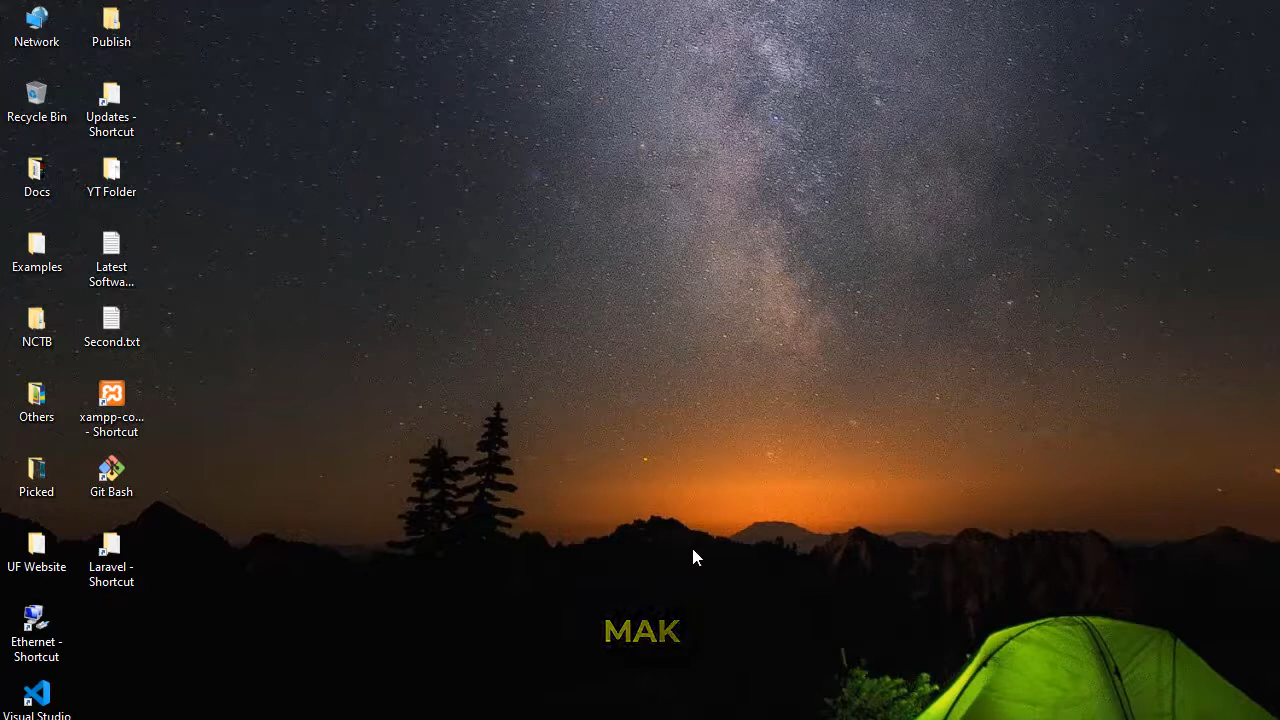 Network
Publish
Recycle Bin
Updates -
Shortcut
Docs
YT Folder
Examples
Latest
Softwa...
NCTB
Second.txt
Others
xampp-co...
- Shortcut
Picked
Git Bash
UF Website
Laravel -
Shortcut
Ethernet -
Shortcut
Visual Studio
MAK